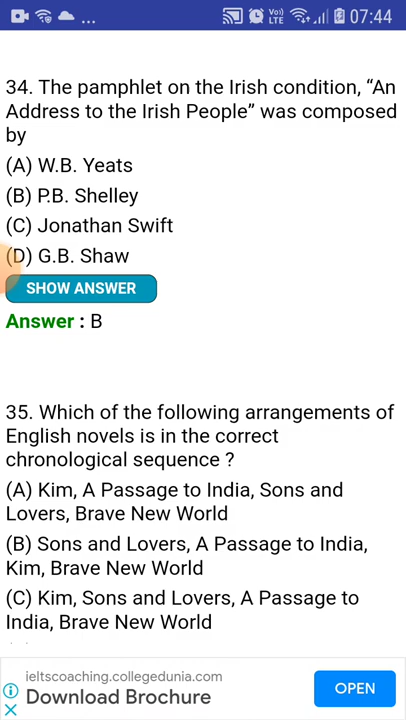 ... Vo)) LTE 07:44
34. The pamphlet on the Irish condition, “An
Address to the Irish People” was composed
by
(A) W.B. Yeats
(B) P.B. Shelley
(C) Jonathan Swift
(D) G.B. Shaw
SHOW ANSWER
Answer : B
35. Which of the following arrangements of
English novels is in the correct
chronological sequence ?
(A) Kim, A Passage to India, Sons and
Lovers, Brave New World
(B) Sons and Lovers, A Passage to India,
Kim, Brave New World
(C) Kim, Sons and Lovers, A Passage to
India, Brave New World
ieltscoaching.collegedunia.com
Download Brochure
OPEN